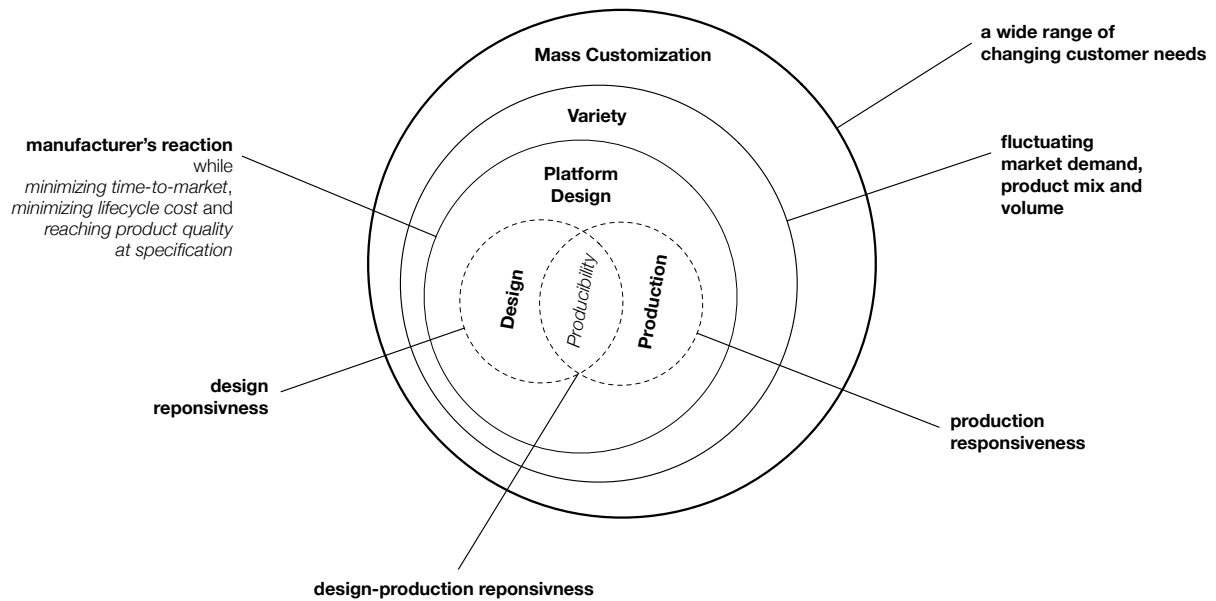 Mass Customization
a wide range of
changing customer needs
Variety
manufacturer's reaction
while
minimizing time-to-market,
minimizing lifecycle cost and
reaching product quality
at specification
fluctuating
market demand,
product mix and
volume
Platform
Design
Design
Producibility
Production
design
reponsivness
production
responsiveness
design-production reponsivness